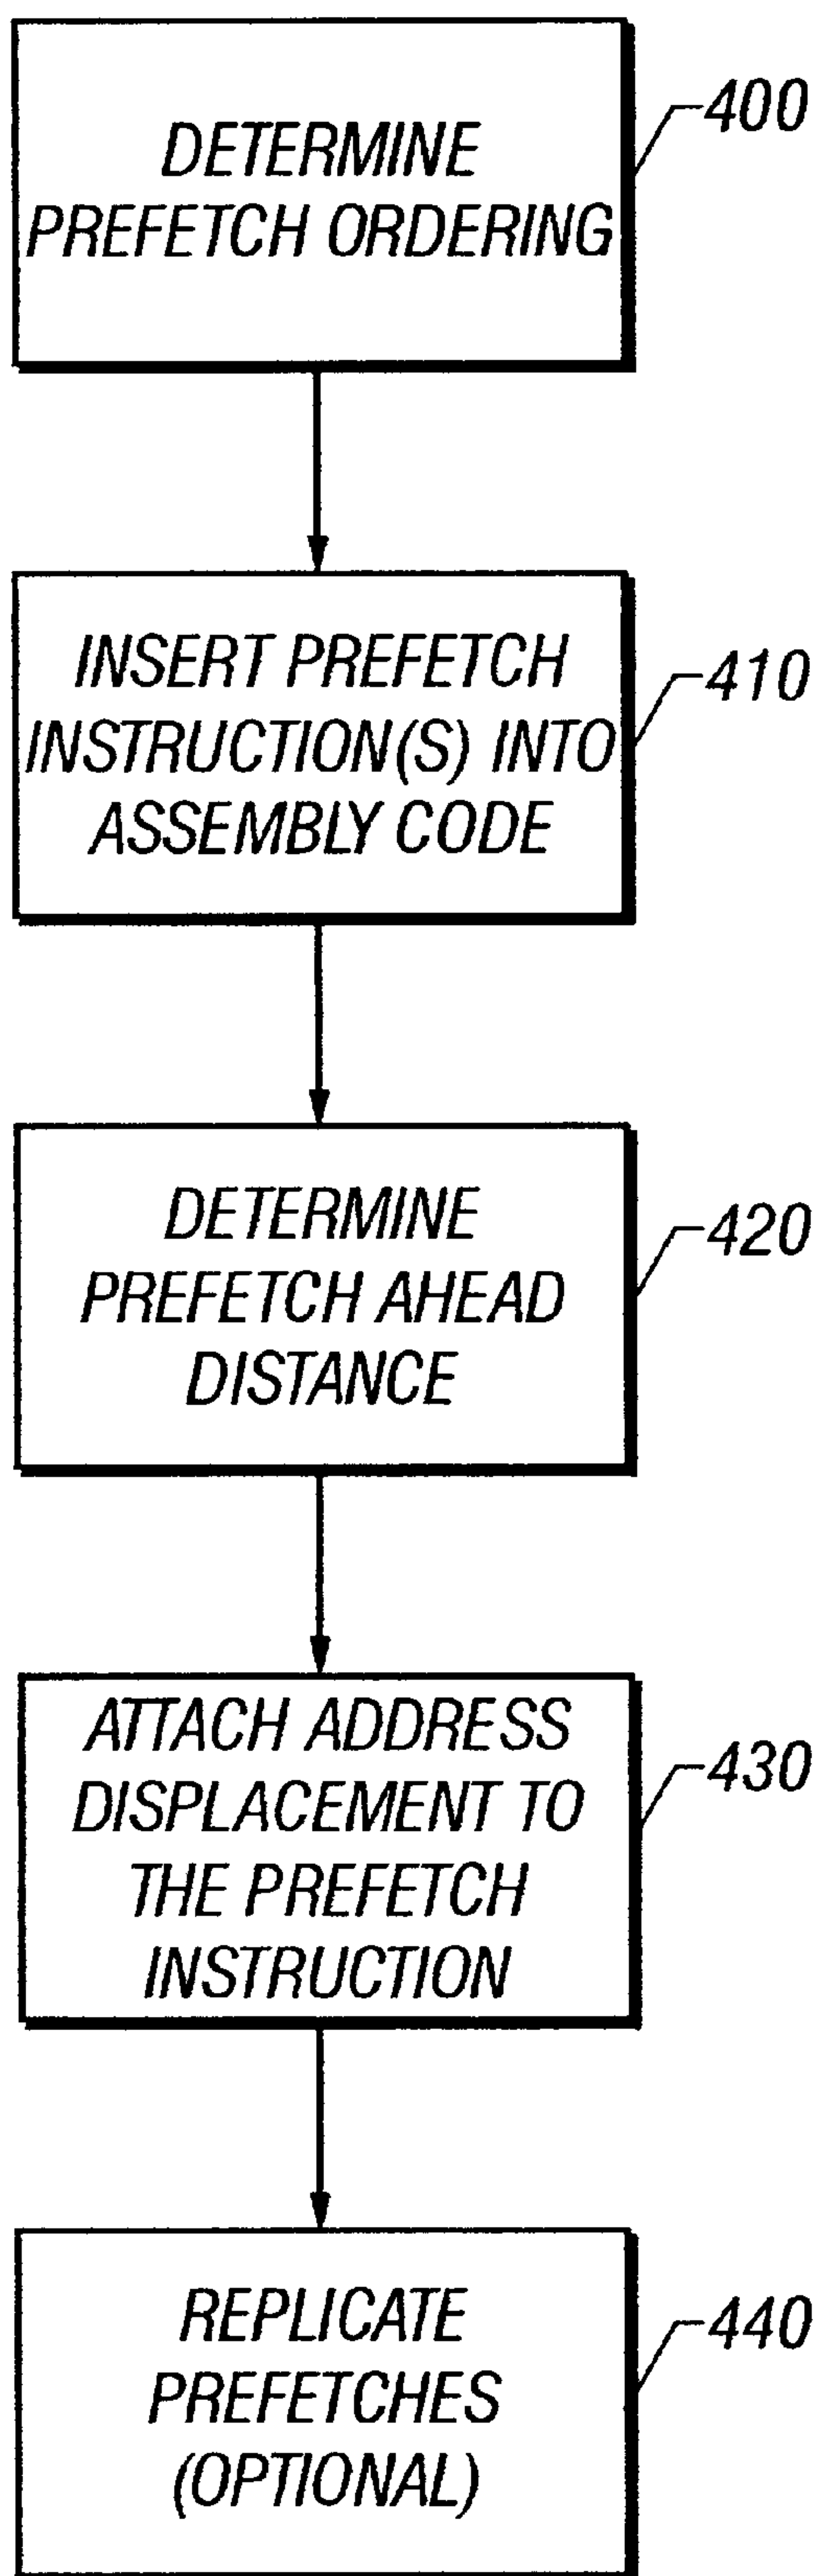 DETERMINE
PREFETCH ORDERING
400
INSERT PREFETCH
INSTRUCTION(S) INTO
ASSEMBLY CODE
410
DETERMINE
PREFETCH AHEAD
DISTANCE
420
ATTACH ADDRESS
DISPLACEMENT TO
THE PREFETCH
INSTRUCTION
430
REPLICATE
PREFETCHES
(OPTIONAL)
440